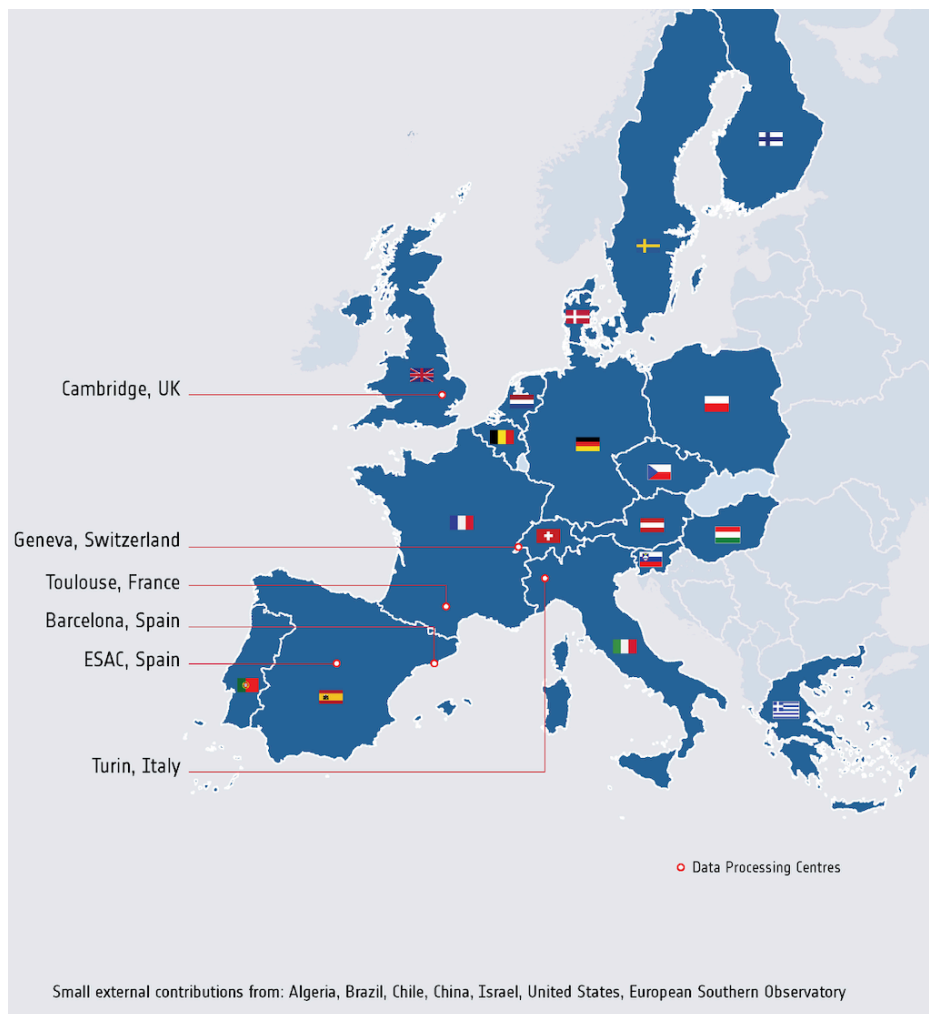 Cambridge, UK
Geneva, Switzerland
Toulouse, France
Barcelona, Spain
ESAC, Spain
Turin, Italy
Data Processing Centres
Small external contributions from: Algeria, Brazil, Chile, China, Israel, United States, European Southern Observatory